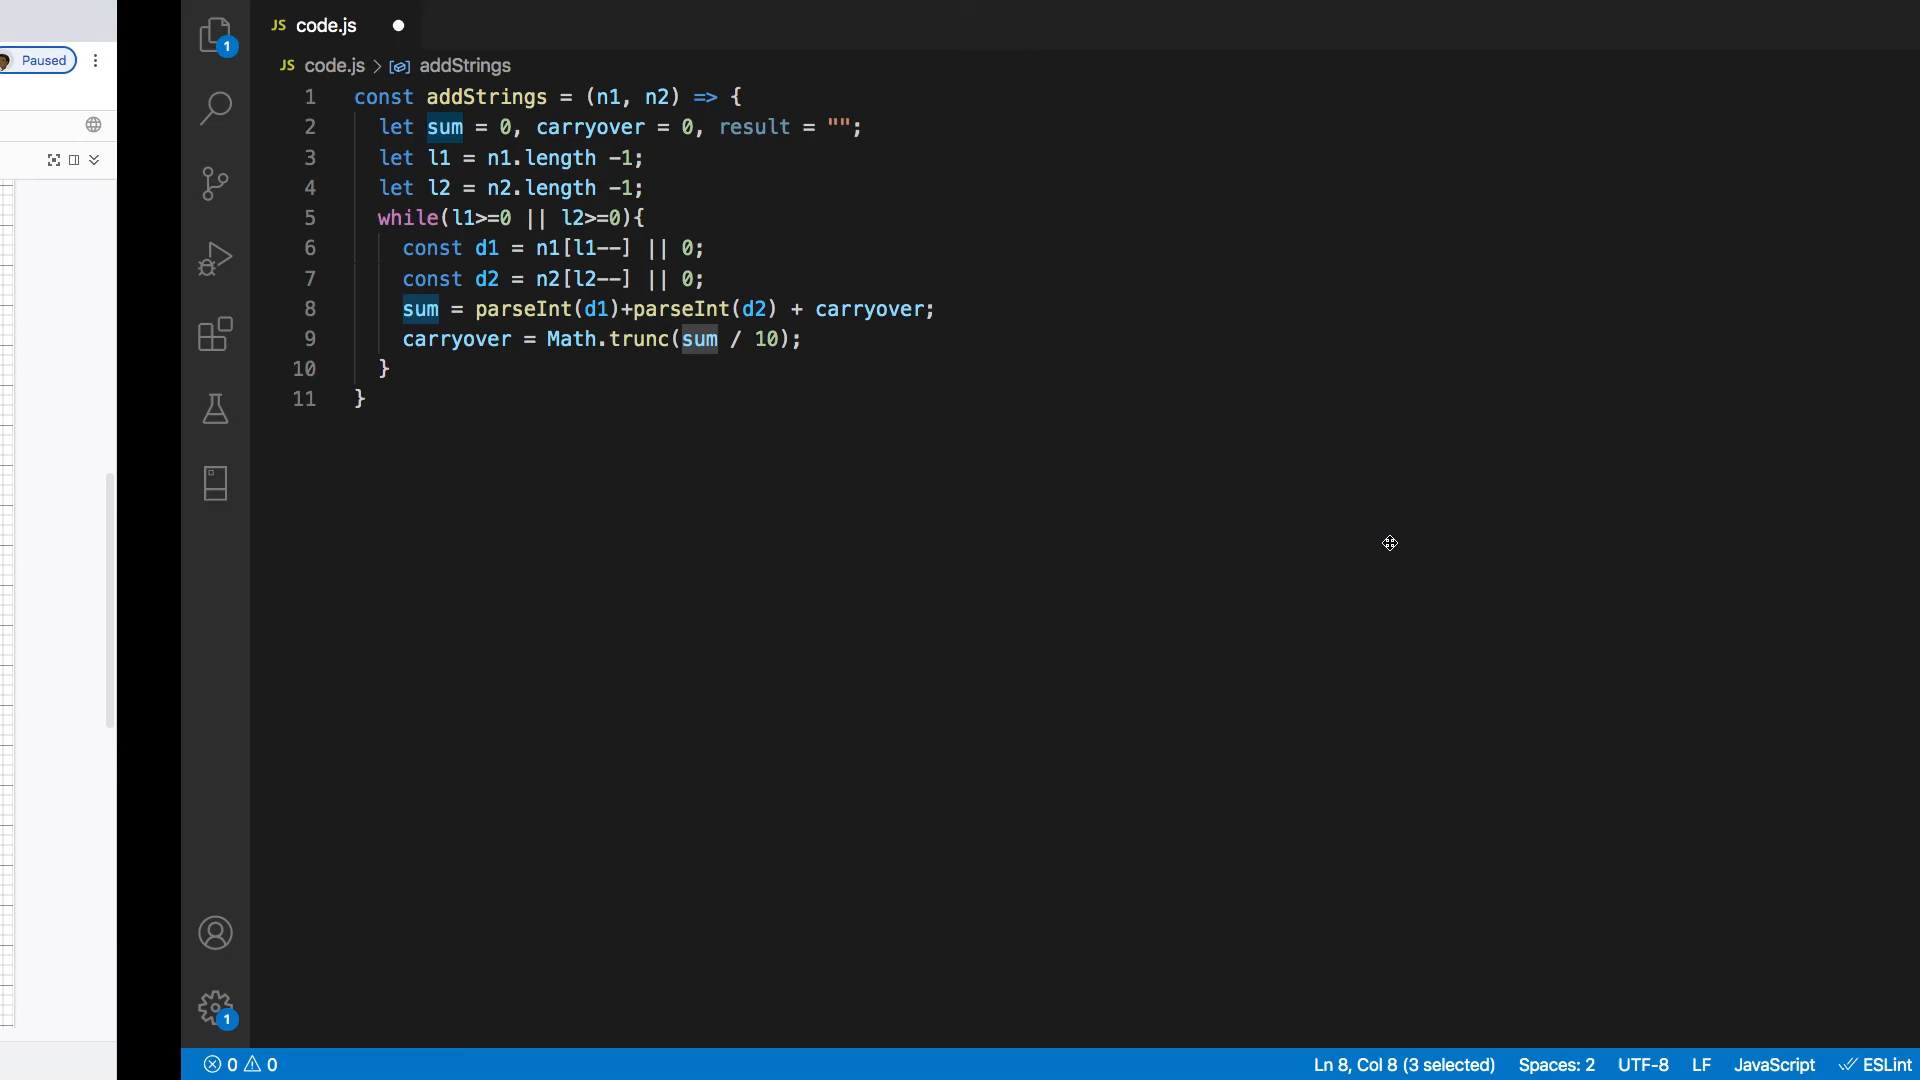 JS code.js
Paused
1
JS code.js > addStrings
1 const addStrings = (n1, n2) => {
2 let sum = 0, carryover = 0, result = "";
3 let l1 = n1.length -1;
4 let l2 = n2.length -1;
5 while(l1>=0 || l2>=0){
6 const d1 = n1[l1--] || 0;
7 const d2 = n2[l2--] || 0;
8 sum = parseInt(d1)+parseInt(d2) + carryover;
9 carryover = Math.trunc(sum / 10);
10 }
11 }
1
0 0 Ln 8, Col 8 (3 selected) Spaces: 2 UTF-8 LF JavaScript ESLint